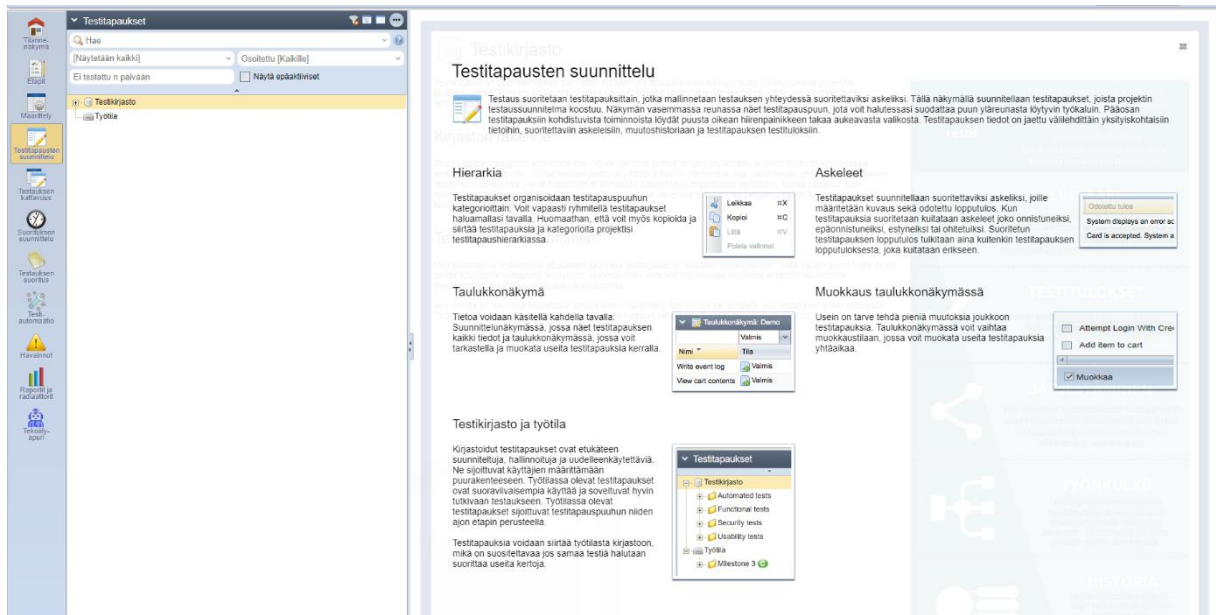 Tilanne-
näkymä
Etapit
Määrittely
Testitapausten
suunnittelu
Testauksen
kattavuus
Suorituksen
suunnittelu
Testauksen
suoritus
Testi-
automaatio
Havainnot
Raportit ja
radiaattorit
Tekoäly-
apuri
Testitapaukset
Hae
[Näytetään kaikki]
Osoitettu [Kaikille]
Ei testattu n päivään
Näytä epäaktiiviset
Testikirjasto
Työtila
Testikirjasto
Testitapausten suunnittelu
Testaus suoritetaan testitapauksittain, jotka mallinnetaan testauksen yhteydessä suoritettaviksi askeliksi. Tällä näkymällä suunnitellaan testitapaukset, joista projektin
testaussuunnitelma koostuu. Näkymän vasemmassa reunassa näet testitapauspuun, jota voit halutessasi suodattaa puun yläreunasta löytyvin työkaluin. Pääosan
testitapauksiin kohdistuvista toiminnoista löydät puusta oikean hiirenpainikkeen takaa aukeavasta valikosta. Testitapauksen tiedot on jaettu välilehdittäin yksityiskohtaisiin
tietoihin, suoritettaviin askeleisiin, muutoshistoriaan ja testitapauksen testituloksiin.
Hierarkia
Testitapaukset organisoidaan testitapauspuuhun
kategorioittain. Voit vapaasti ryhmitellä testitapaukset
haluamallasi tavalla. Huomaathan, että voit myös kopioida ja
siirtää testitapauksia ja kategorioita projektisi
testitapaushierarkiassa.
Leikkaa ⌘X
Kopioi ⌘C
Liitä ⌘V
Poista valinnat
Askeleet
Testitapaukset suunnitellaan suoritettaviksi askeliksi, joille
määritetään kuvaus sekä odotettu lopputulos. Kun
testitapauksia suoritetaan kuitataan askeleet joko onnistuneiksi,
epäonnistuneiksi, estyneiksi tai ohitetuiksi. Suoritetun
testitapauksen lopputulos tulkitaan aina kuitenkin testitapauksen
lopputuloksesta, joka kuitataan erikseen.
Odotettu tulos
System displays an error sc
Card is accepted. System a
Taulukkonäkymä
Tietoa voidaan käsitellä kahdella tavalla:
Suunnittelunäkymässä, jossa näet testitapauksen
kaikki tiedot ja taulukkonäkymässä, jossa voit
tarkastella ja muokata useita testitapauksia kerralla.
Taulukkonäkymä: Demo
Valmis
Nimi Tila
Write event log Valmis
View cart contents Valmis
Muokkaus taulukkonäkymässä
Usein on tarve tehdä pieniä muutoksia joukkoon
testitapauksia. Taulukkonäkymässä voit vaihtaa
muokkaustilaan, jossa voit muokata useita testitapauksia
yhtäaikaa.
Attempt Login With Cre
Add item to cart
Muokkaa
Testikirjasto ja työtila
Kirjastoidut testitapaukset ovat etukäteen
suunniteltuja, hallinnoituja ja uudelleenkäytettäviä.
Ne sijoittuvat käyttäjien määrittämään
puurakenteeseen. Työtilassa olevat testitapaukset
ovat suoraviivaisempia käyttää ja soveltuvat hyvin
tutkivaan testaukseen. Työtilassa olevat
testitapaukset sijoittuvat testitapauspuuhun niiden
ajon etapin perusteella.
Testitapauksia voidaan siirtää työtilasta kirjastoon,
mikä on suositeltavaa jos samaa testiä halutaan
suorittaa useita kertoja.
Testitapaukset
Testikirjasto
Automated tests
Functional tests
Security tests
Usability tests
Työtila
Milestone 3
TESTITULOKSET
TYÖNKULKU
HISTORIA